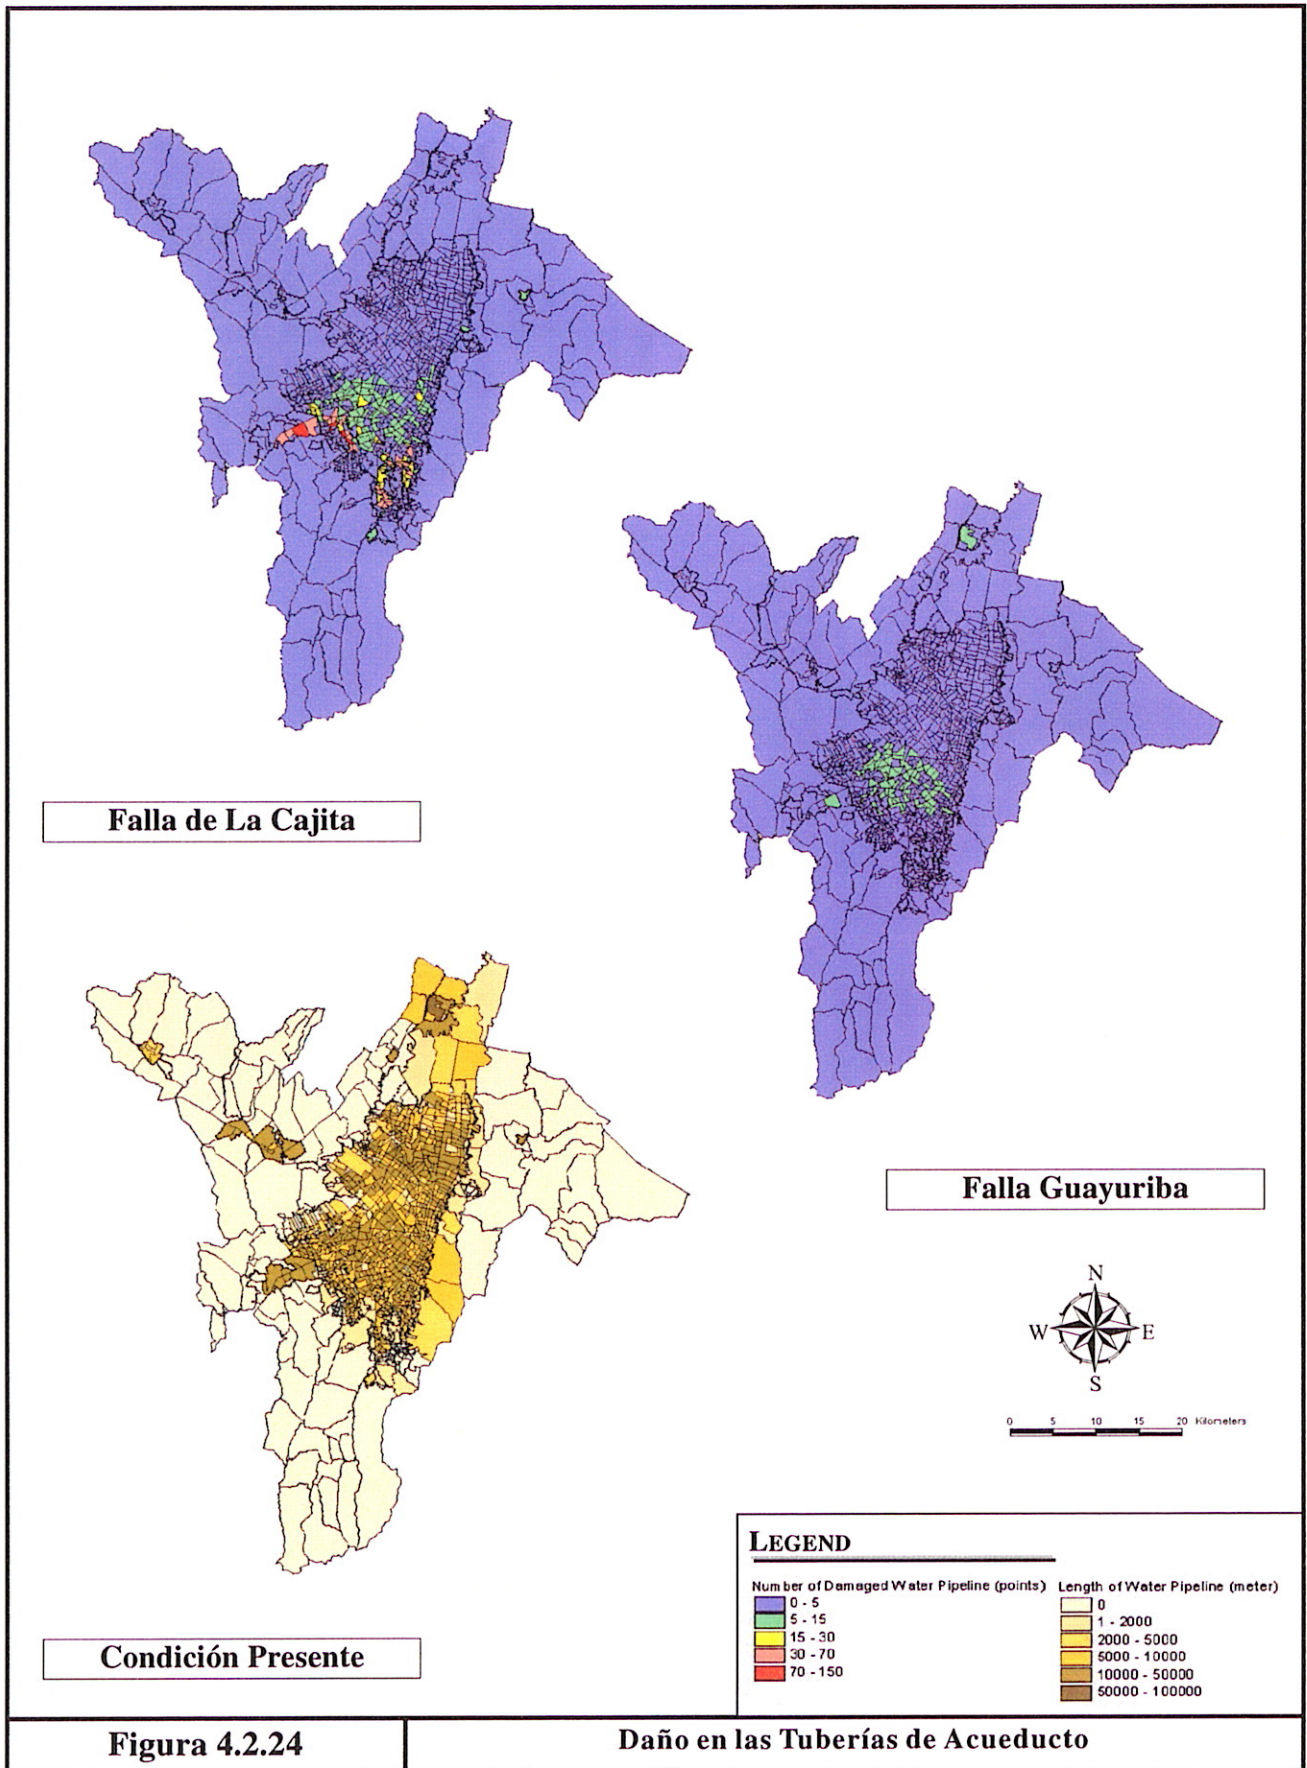 Falla de La Cajita
Falla Guayuriba
N
W E
S
0 5 10 15 20 Kilometers
Condición Presente
LEGEND
Number of Damaged Water Pipeline (points)
0 - 5
5 - 15
15 - 30
30 - 70
70 - 150
Length of Water Pipeline (meter)
0
1 - 2000
2000 - 5000
5000 - 10000
10000 - 50000
50000 - 100000
Figura 4.2.24
Daño en las Tuberías de Acueducto